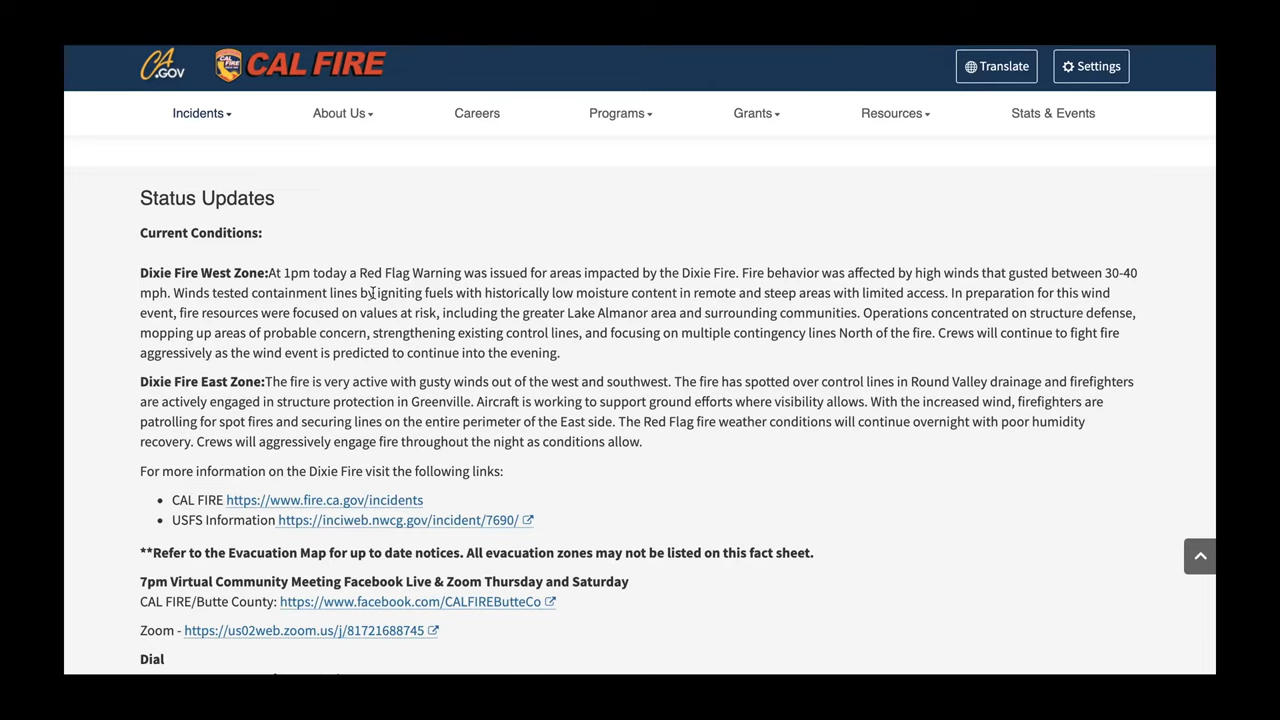 CA.GOV CAL FIRE CAL FIRE Translate Settings
Incidents About Us Careers Programs Grants Resources Stats & Events
Status Updates
Current Conditions:
Dixie Fire West Zone:At 1pm today a Red Flag Warning was issued for areas impacted by the Dixie Fire. Fire behavior was affected by high winds that gusted between 30-40
mph. Winds tested containment lines by igniting fuels with historically low moisture content in remote and steep areas with limited access. In preparation for this wind
event, fire resources were focused on values at risk, including the greater Lake Almanor area and surrounding communities. Operations concentrated on structure defense,
mopping up areas of probable concern, strengthening existing control lines, and focusing on multiple contingency lines North of the fire. Crews will continue to fight fire
aggressively as the wind event is predicted to continue into the evening.
Dixie Fire East Zone:The fire is very active with gusty winds out of the west and southwest. The fire has spotted over control lines in Round Valley drainage and firefighters
are actively engaged in structure protection in Greenville. Aircraft is working to support ground efforts where visibility allows. With the increased wind, firefighters are
patrolling for spot fires and securing lines on the entire perimeter of the East side. The Red Flag fire weather conditions will continue overnight with poor humidity
recovery. Crews will aggressively engage fire throughout the night as conditions allow.
For more information on the Dixie Fire visit the following links:
• CAL FIRE https://www.fire.ca.gov/incidents
• USFS Information https://inciweb.nwcg.gov/incident/7690/
**Refer to the Evacuation Map for up to date notices. All evacuation zones may not be listed on this fact sheet.
7pm Virtual Community Meeting Facebook Live & Zoom Thursday and Saturday
CAL FIRE/Butte County: https://www.facebook.com/CALFIREButteCo
Zoom - https://us02web.zoom.us/j/81721688745
Dial